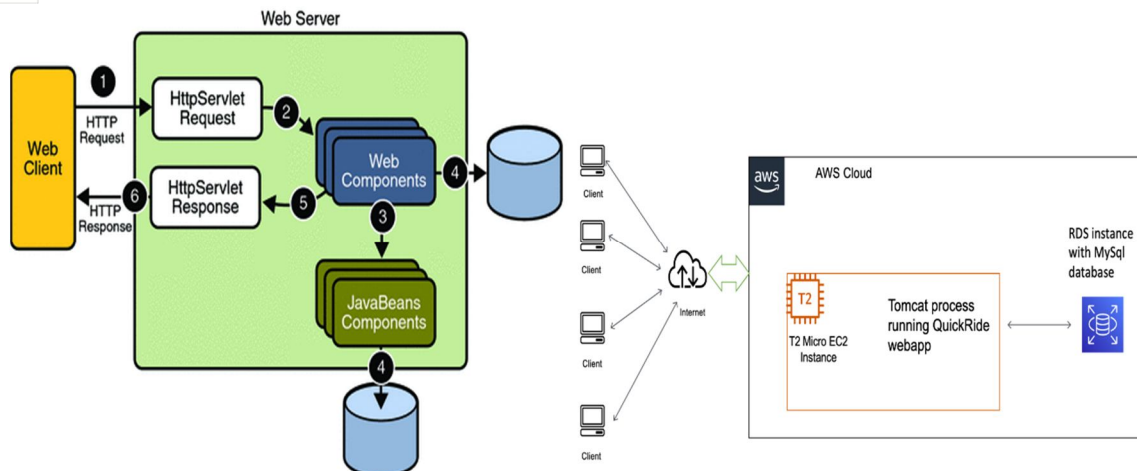 Web Server
1
HTTP
Request
HttpServlet
Request
2
Web
Client
Web
Components
4
6
HTTP
Response
HttpServlet
Response
5
3
JavaBeans
Components
4
Client
Client
Client
Client
Internet
aws
AWS Cloud
T2
T2 Micro EC2
Instance
Tomcat process
running QuickRide
webapp
RDS instance
with MySql
database